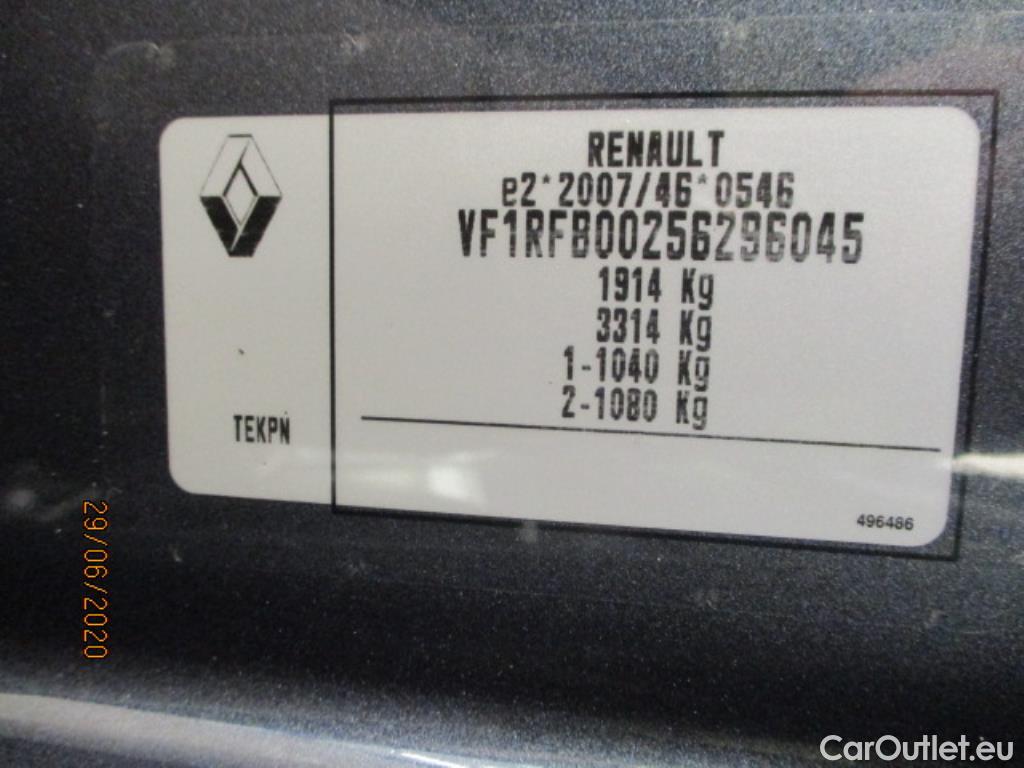 RENAULT
e2*2007/46*0546
VF1RFB00256296045
1914 Kg
3314 Kg
1-1040 Kg
2-1080 Kg
TEKPN
496486
29/06/2020
CarOutlet.eu